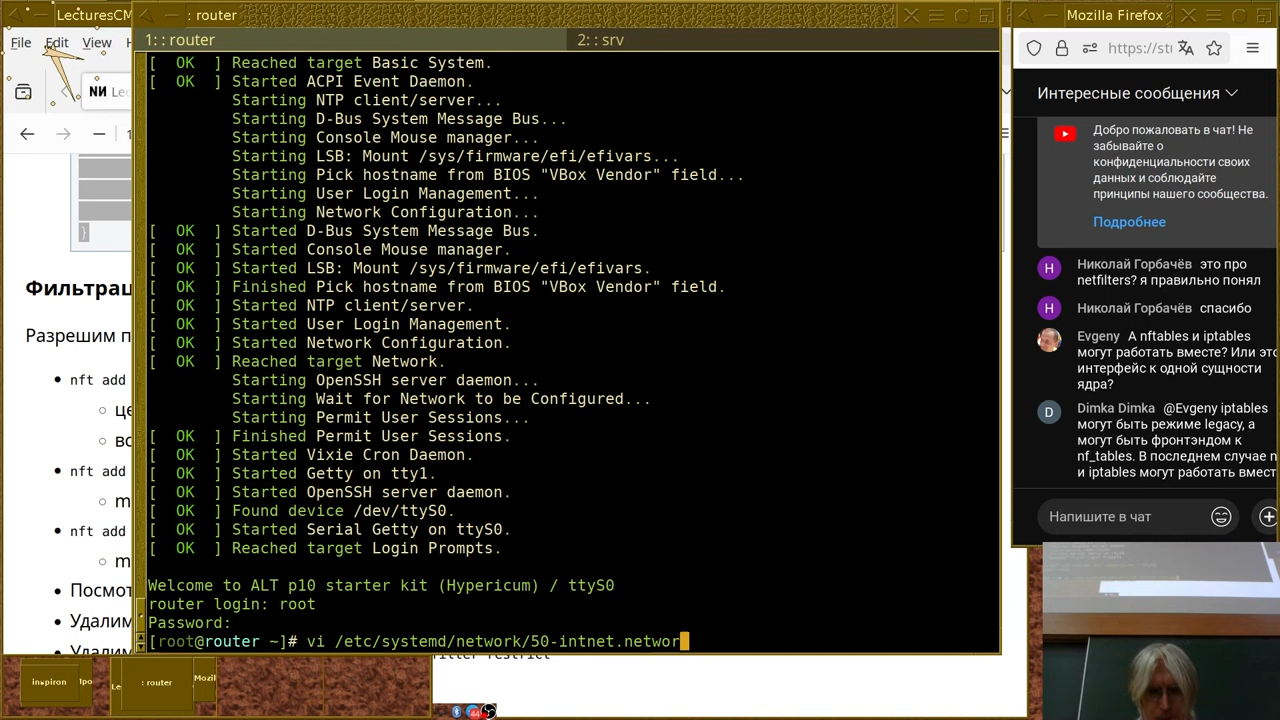 LecturesCM
: router
Mozilla Firefox
File Edit View
1: : router
2: : srv
https://stu
Lec
}
Фильтрац
Разрешим п
nft add
це
вс
nft add
m
nft add
m
Посмот
Удалим
Удалим
[ OK ] Reached target Basic System.
[ OK ] Started ACPI Event Daemon.
Starting NTP client/server...
Starting D-Bus System Message Bus...
Starting Console Mouse manager...
Starting LSB: Mount /sys/firmware/efi/efivars...
Starting Pick hostname from BIOS "VBox Vendor" field...
Starting User Login Management...
Starting Network Configuration...
[ OK ] Started D-Bus System Message Bus.
[ OK ] Started Console Mouse manager.
[ OK ] Started LSB: Mount /sys/firmware/efi/efivars.
[ OK ] Finished Pick hostname from BIOS "VBox Vendor" field.
[ OK ] Started NTP client/server.
[ OK ] Started User Login Management.
[ OK ] Started Network Configuration.
[ OK ] Reached target Network.
Starting OpenSSH server daemon...
Starting Wait for Network to be Configured...
Starting Permit User Sessions...
[ OK ] Finished Permit User Sessions.
[ OK ] Started Vixie Cron Daemon.
[ OK ] Started Getty on tty1.
[ OK ] Started OpenSSH server daemon.
[ OK ] Found device /dev/ttyS0.
[ OK ] Started Serial Getty on ttyS0.
[ OK ] Reached target Login Prompts.
Welcome to ALT p10 starter kit (Hypericum) / ttyS0
router login: root
Password:
[root@router ~]# vi /etc/systemd/network/50-intnet.networ
Интересные сообщения
Добро пожаловать в чат! Не
забывайте о
конфиденциальности своих
данных и соблюдайте
принципы нашего сообщества.
Подробнее
Николай Горбачёв это про
netfilters? я правильно понял
Николай Горбачёв спасибо
Evgeny А nftables и iptables
могут работать вместе? Или это
интерфейс к одной сущности
ядра?
Dimka Dimka @Evgeny iptables
могут быть режиме legacy, а
могут быть фронтэндом к
nf_tables. В последнем случае n
и iptables могут работать вмест
Напишите в чат
inspiron
Le
: router
Mozil